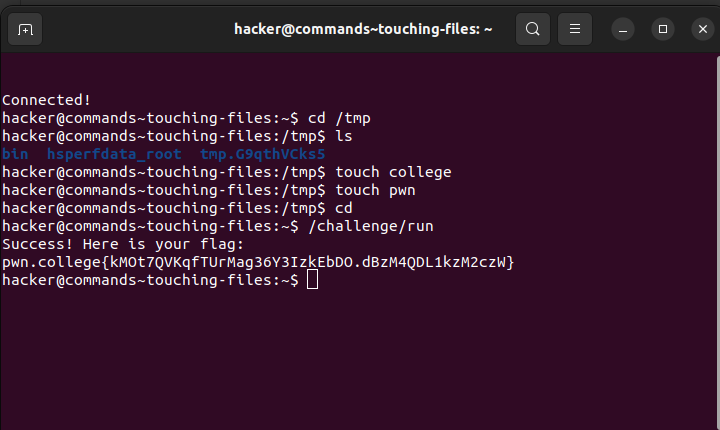 hacker@commands~touching-files: ~
Connected!
hacker@commands~touching-files:~$ cd /tmp
hacker@commands~touching-files:/tmp$ ls
bin  hsperfdata_root  tmp.G9qthVCks5
hacker@commands~touching-files:/tmp$ touch college
hacker@commands~touching-files:/tmp$ touch pwn
hacker@commands~touching-files:/tmp$ cd
hacker@commands~touching-files:~$ /challenge/run
Success! Here is your flag:
pwn.college{kMOt7QVKqfTUrMag36Y3IzkEbDO.dBzM4QDL1kzM2czW}
hacker@commands~touching-files:~$